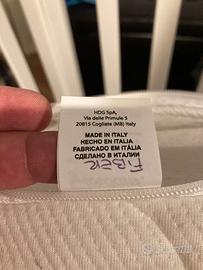 HDG SpA,
Via delle Primule 5
20815 Cogliate (MB) Italy
MADE IN ITALY
HECHO EN ITALIA
FABRICADO EM ITÁLIA
СДЕЛАНО В ИТАЛИИ
FIBER